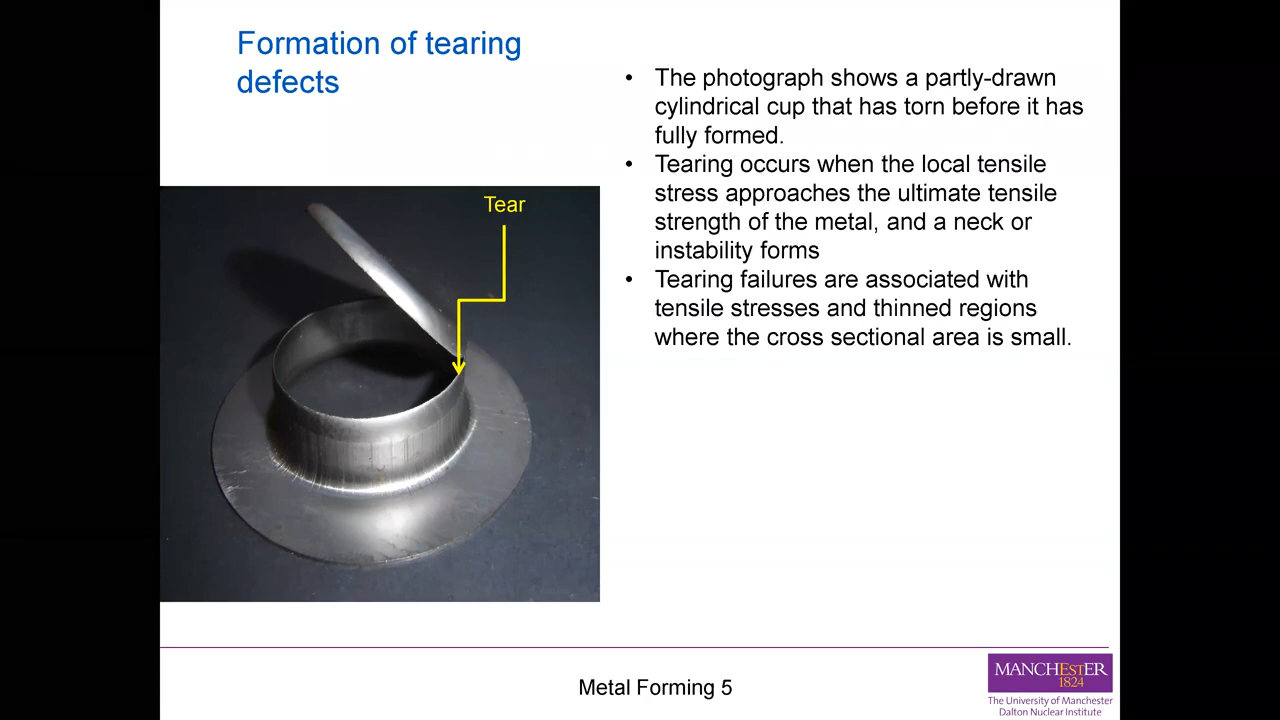 Formation of tearing
defects
• The photograph shows a partly-drawn
cylindrical cup that has torn before it has
fully formed.
• Tearing occurs when the local tensile
stress approaches the ultimate tensile
strength of the metal, and a neck or
instability forms
• Tearing failures are associated with
tensile stresses and thinned regions
where the cross sectional area is small.
Tear
Metal Forming 5
MANCHESTER
1824
The University of Manchester
Dalton Nuclear Institute